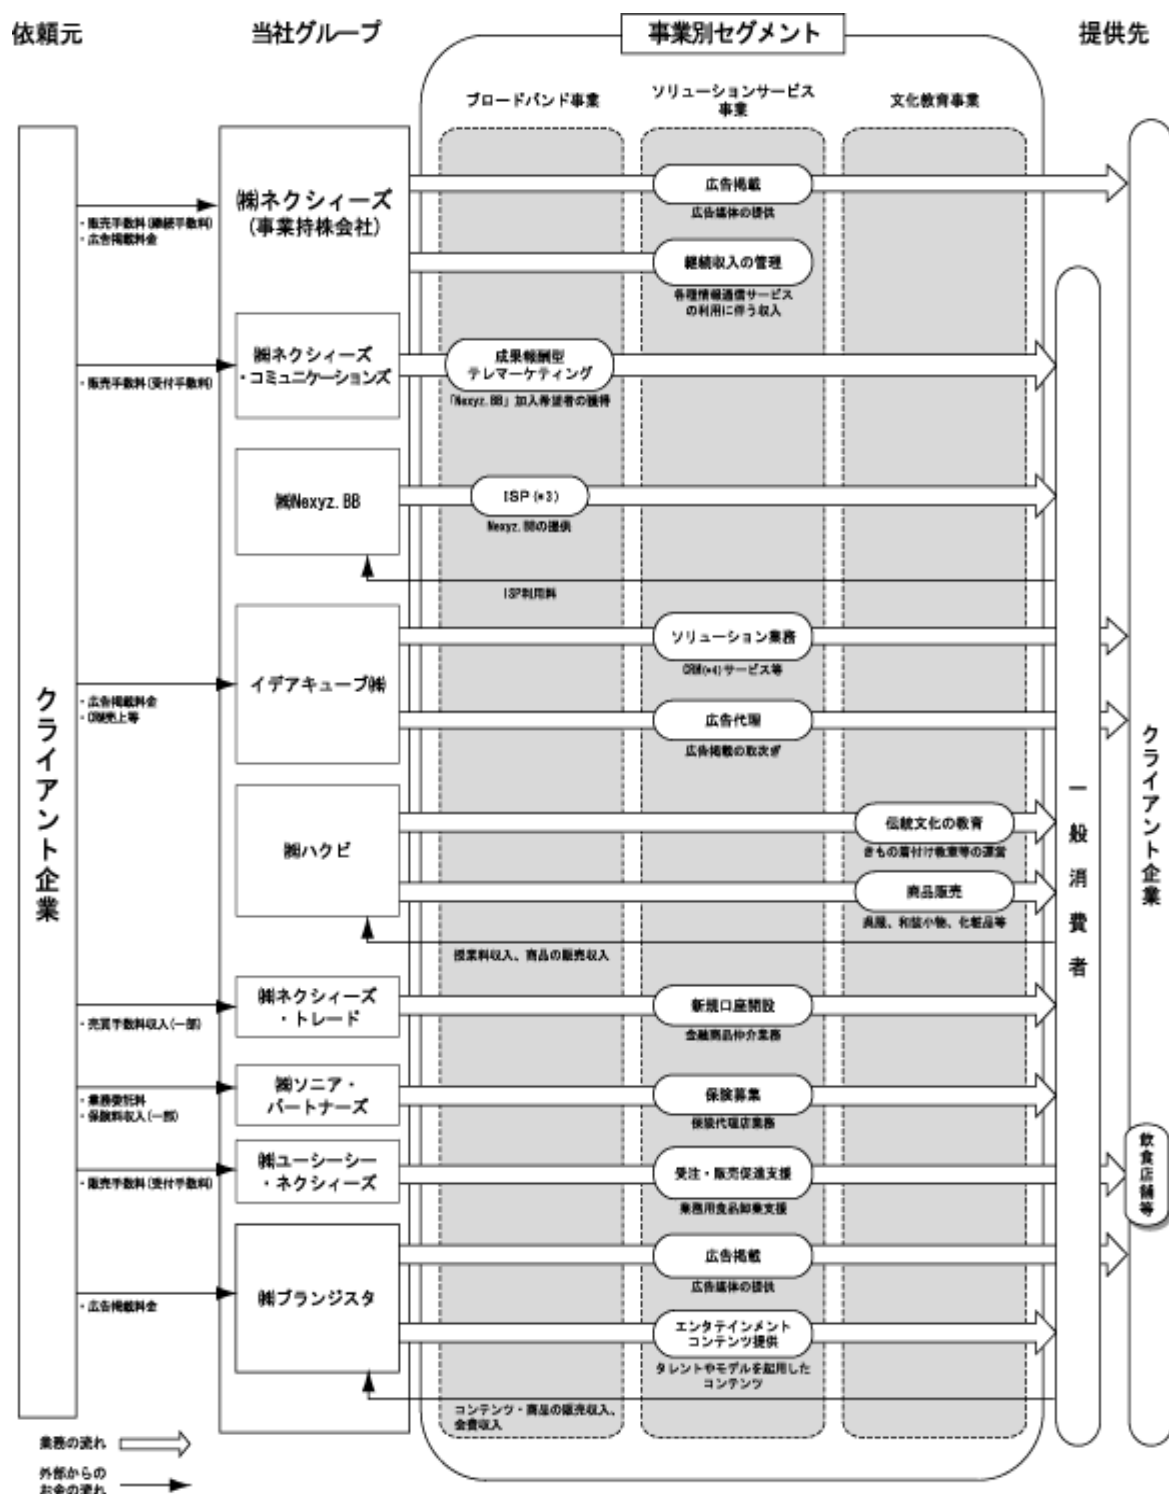 依頼元
当社グループ
事業別セグメント
提供先
ブロードバンド事業
ソリューションサービス
事業
文化教育事業
クライアント企業
・販売手数料(継続手数料)
・広告掲載料金
㈱ネクシィーズ
(事業持株会社)
広告掲載
広告媒体の提供
継続収入の管理
各種情報通信サービス
の利用に伴う収入
・販売手数料(受付手数料)
㈱ネクシィーズ
・コミュニケーションズ
成果報酬型
テレマーケティング
「Nexyz.BB」加入希望者の獲得
㈱Nexyz.BB
ISP(*3)
Nexyz.BBの提供
ISP利用料
・広告掲載料金
・CRM売上等
イデアキューブ㈱
ソリューション業務
CRM(*4)サービス等
広告代理
広告掲載の取次ぎ
㈱ハクビ
伝統文化の教育
きもの着付け教室等の運営
商品販売
呉服、和装小物、化粧品等
授業料収入、商品の販売収入
・売買手数料収入(一部)
㈱ネクシィーズ
・トレード
新規口座開設
金融商品仲介業務
・業務委託料
・保険料収入(一部)
㈱ソニア・
パートナーズ
保険募集
保険代理店業務
・販売手数料(受付手数料)
㈱ユーシーシー
・ネクシィーズ
受注・販売促進支援
業務用食品卸業支援
・広告掲載料金
㈱ブランジスタ
広告掲載
広告媒体の提供
エンタテインメント
コンテンツ提供
タレントやモデルを起用した
コンテンツ
コンテンツ・商品の販売収入、
会費収入
一般消費者
クライアント企業
飲食店舗等
業務の流れ
外部からの
お金の流れ